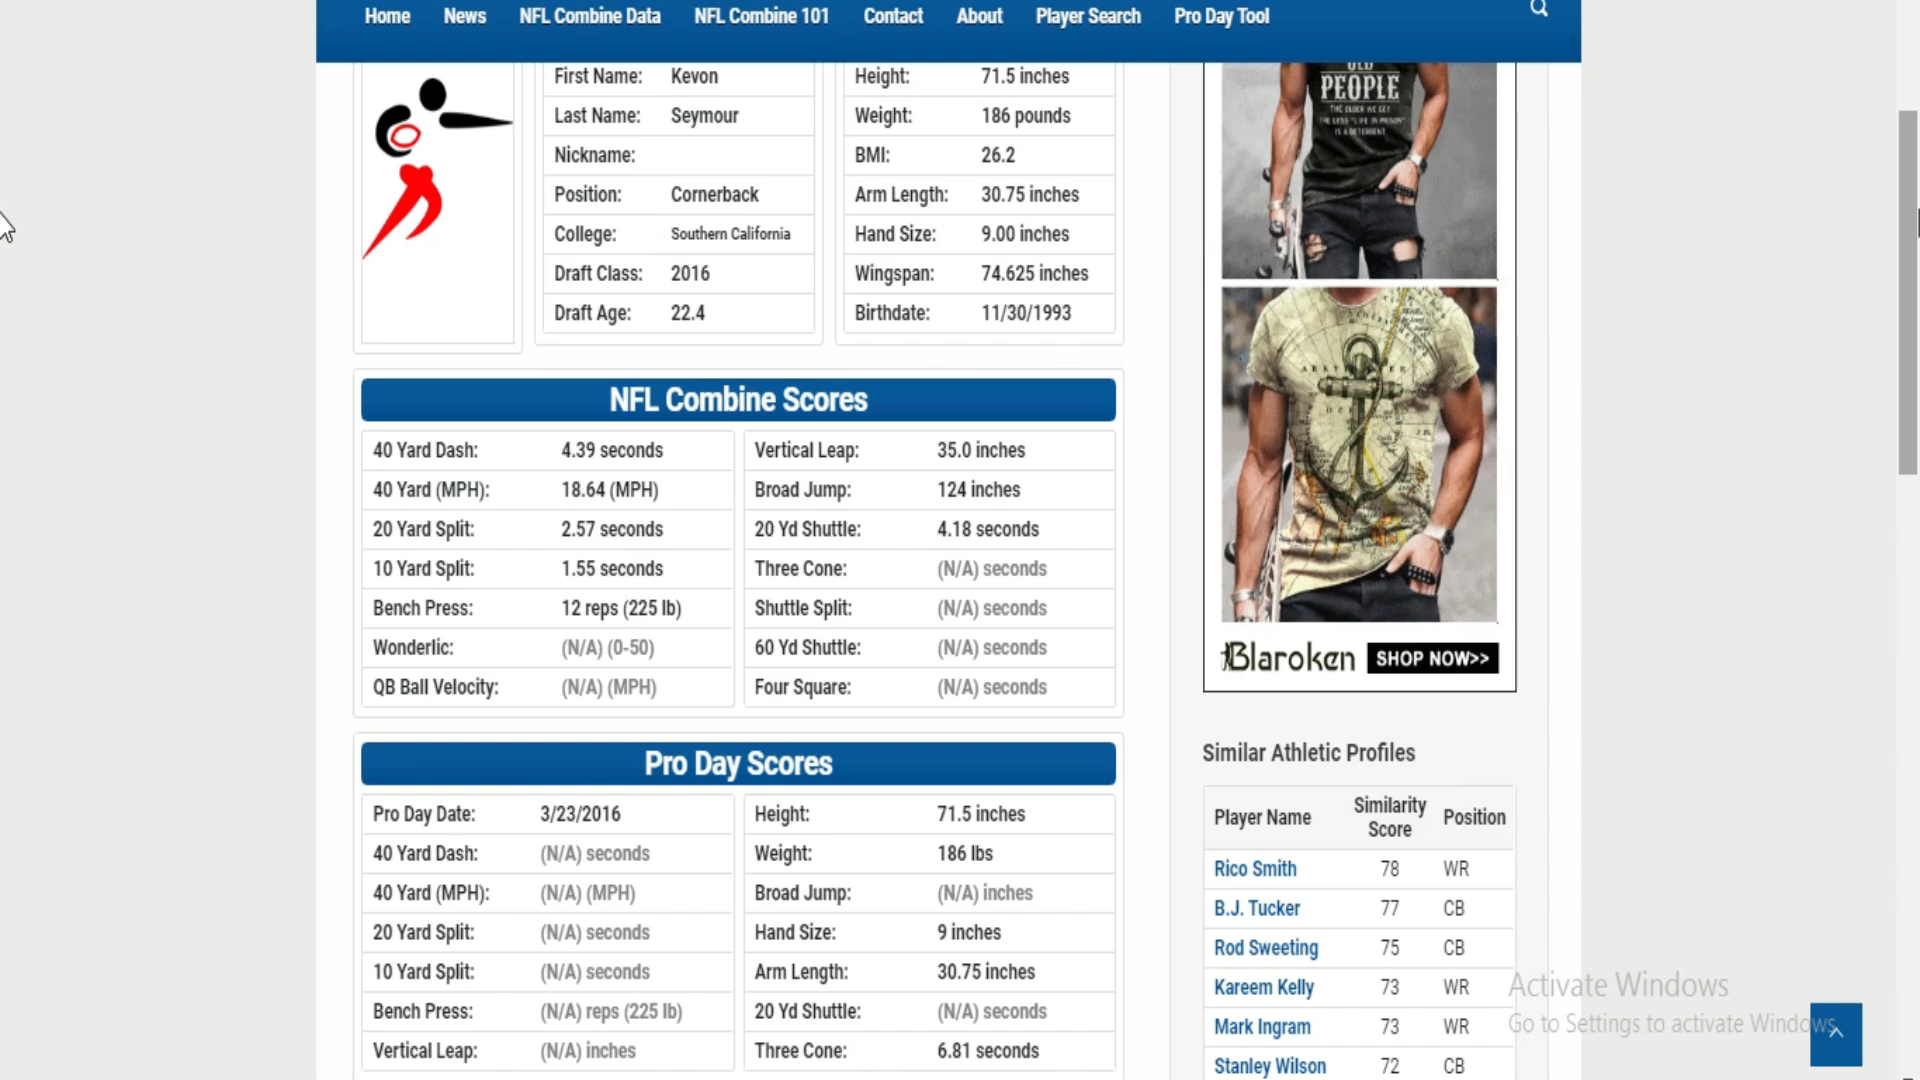 Home News NFL Combine Data NFL Combine 101 Contact About Player Search Pro Day Tool
First Name: Kevon
Last Name: Seymour
Nickname:
Position: Cornerback
College: Southern California
Draft Class: 2016
Draft Age: 22.4
Height: 71.5 inches
Weight: 186 pounds
BMI: 26.2
Arm Length: 30.75 inches
Hand Size: 9.00 inches
Wingspan: 74.625 inches
Birthdate: 11/30/1993
NFL Combine Scores
40 Yard Dash: 4.39 seconds
40 Yard (MPH): 18.64 (MPH)
20 Yard Split: 2.57 seconds
10 Yard Split: 1.55 seconds
Bench Press: 12 reps (225 lb)
Wonderlic: (N/A) (0-50)
QB Ball Velocity: (N/A) (MPH)
Vertical Leap: 35.0 inches
Broad Jump: 124 inches
20 Yd Shuttle: 4.18 seconds
Three Cone: (N/A) seconds
Shuttle Split: (N/A) seconds
60 Yd Shuttle: (N/A) seconds
Four Square: (N/A) seconds
Pro Day Scores
Pro Day Date: 3/23/2016
40 Yard Dash: (N/A) seconds
40 Yard (MPH): (N/A) (MPH)
20 Yard Split: (N/A) seconds
10 Yard Split: (N/A) seconds
Bench Press: (N/A) reps (225 lb)
Vertical Leap: (N/A) inches
Height: 71.5 inches
Weight: 186 lbs
Broad Jump: (N/A) inches
Hand Size: 9 inches
Arm Length: 30.75 inches
20 Yd Shuttle: (N/A) seconds
Three Cone: 6.81 seconds
OLD
PEOPLE
THE OLDER WE GET
THE LESS "LIFE IN PRISON"
IS A DETERRENT
Blaroken SHOP NOW>>
Similar Athletic Profiles
Player Name Similarity Score Position
Rico Smith 78 WR
B.J. Tucker 77 CB
Rod Sweeting 75 CB
Kareem Kelly 73 WR
Mark Ingram 73 WR
Stanley Wilson 72 CB
Activate Windows
Go to Settings to activate Windows.